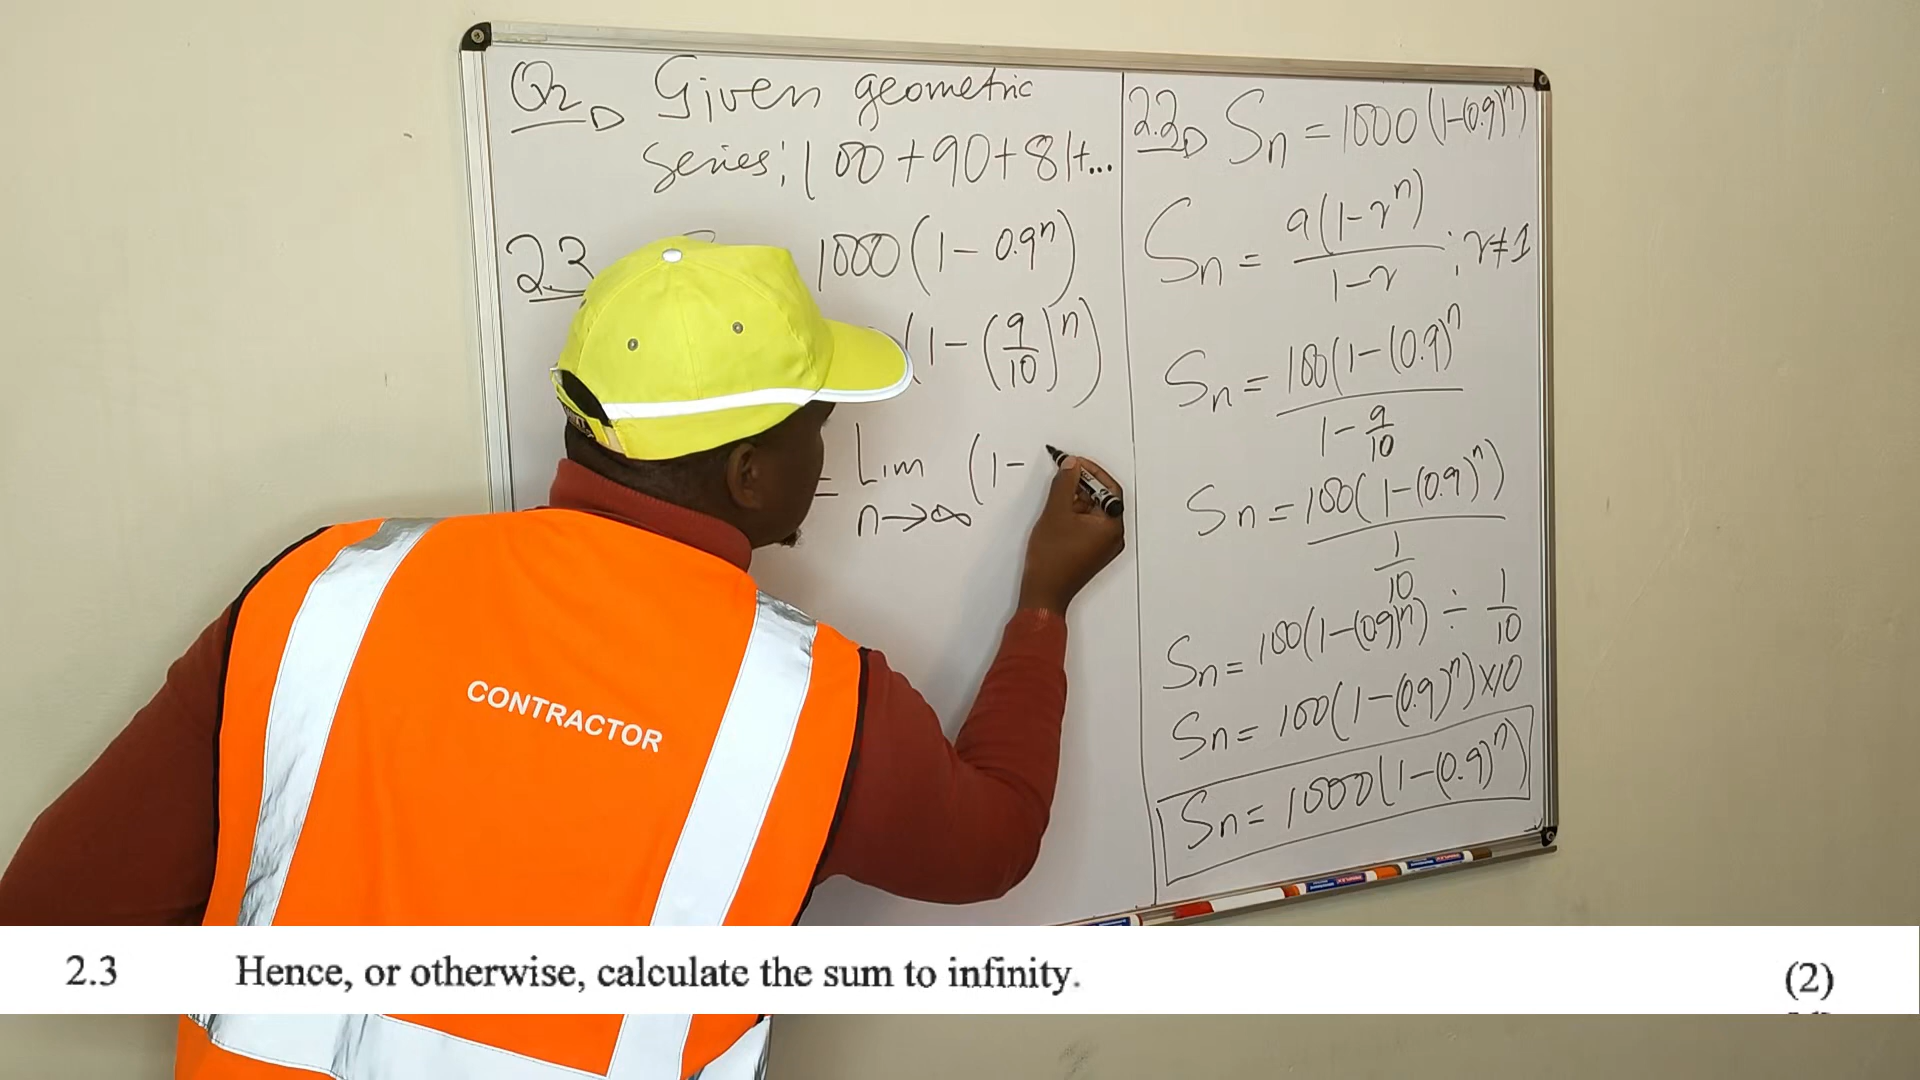 Q2 Given geometric
series; 100+90+81+...
2.3 1000(1-0.9ⁿ)
(1-(9/10)ⁿ)
= Lim (1-
n→∞
2.2 Sn = 1000(1-(0.9)ⁿ)
Sn = a(1-rⁿ)/1-r ; r≠1
Sn = 100(1-(0.9)ⁿ/1-9/10
Sn = 100(1-(0.9)ⁿ)/1/10
Sn = 100(1-(0.9)ⁿ) ÷ 1/10
Sn = 100(1-(0.9)ⁿ)×10
Sn = 1000(1-(0.9)ⁿ)
CONTRACTOR
2.3 Hence, or otherwise, calculate the sum to infinity. (2)